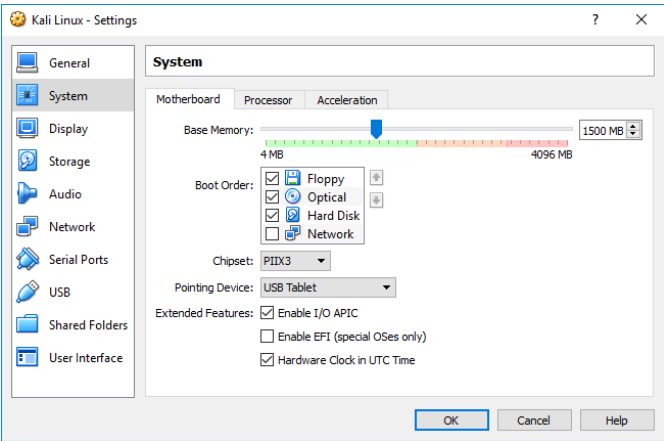 Kali Linux - Settings
?
General
System
Display
Storage
Audio
Network
Serial Ports
USB
Shared Folders
User Interface
System
Motherboard Processor Acceleration
Base Memory: 1500 MB
4 MB 4096 MB
Boot Order:
Floppy
Optical
Hard Disk
Network
Chipset: PIIX3
Pointing Device: USB Tablet
Extended Features: Enable I/O APIC
Enable EFI (special OSes only)
Hardware Clock in UTC Time
OK Cancel Help